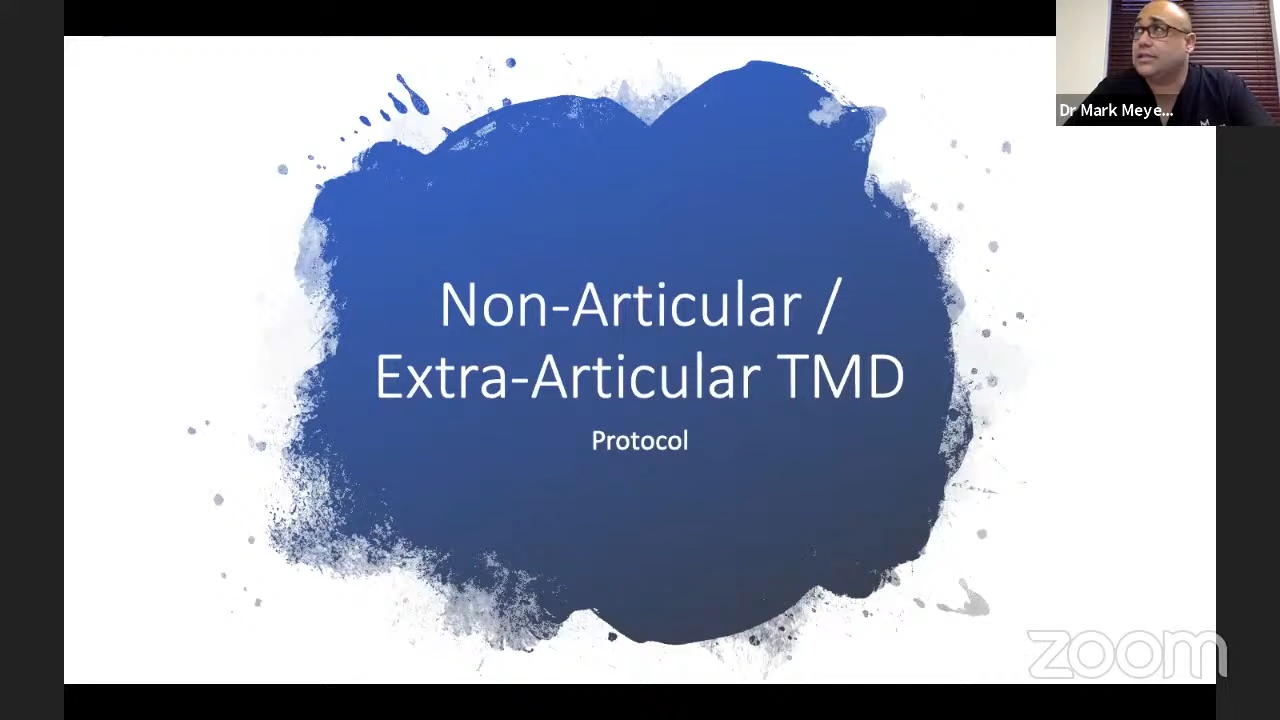 Dr Mark Meye...
Non-Articular /
Extra-Articular TMD
Protocol
zoom